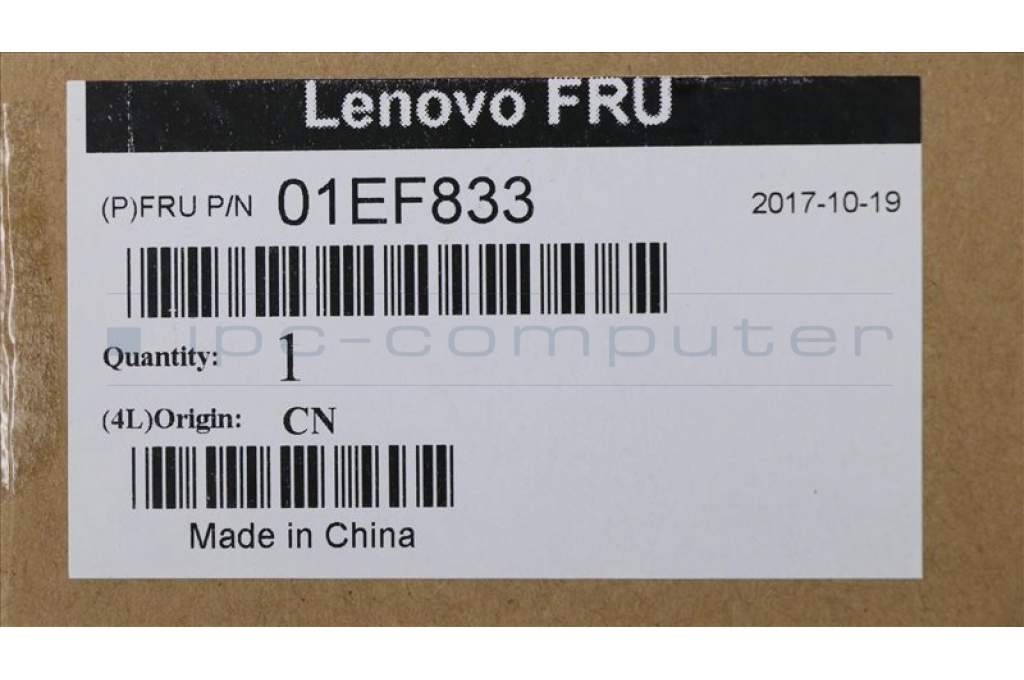 Lenovo FRU
(P)FRU P/N 01EF833 2017-10-19
ipc-computer
Quantity: 1
(4L)Origin: CN
Made in China